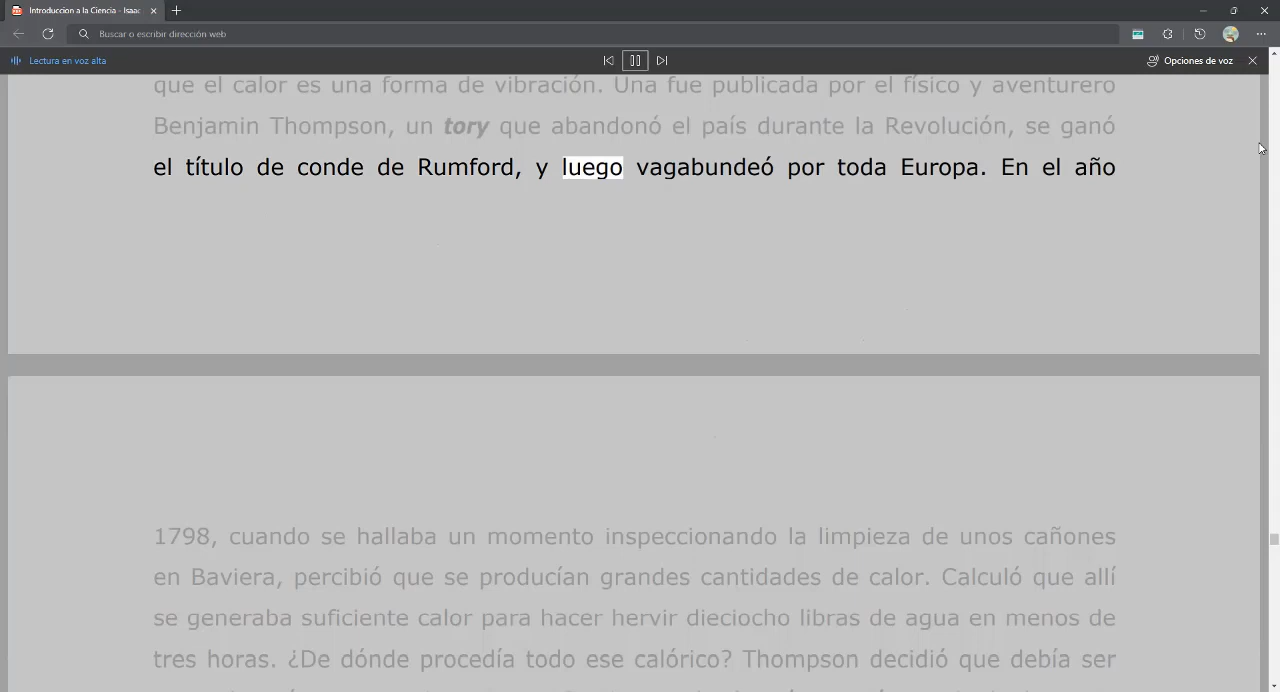 Introduccion a la Ciencia - Isaac
Buscar o escribir dirección web
Lectura en voz alta
Opciones de voz
que el calor es una forma de vibración. Una fue publicada por el físico y aventurero
Benjamin Thompson, un tory que abandonó el país durante la Revolución, se ganó
el título de conde de Rumford, y luego vagabundeó por toda Europa. En el año
1798, cuando se hallaba un momento inspeccionando la limpieza de unos cañones
en Baviera, percibió que se producían grandes cantidades de calor. Calculó que allí
se generaba suficiente calor para hacer hervir dieciocho libras de agua en menos de
tres horas. ¿De dónde procedía todo ese calórico? Thompson decidió que debía ser